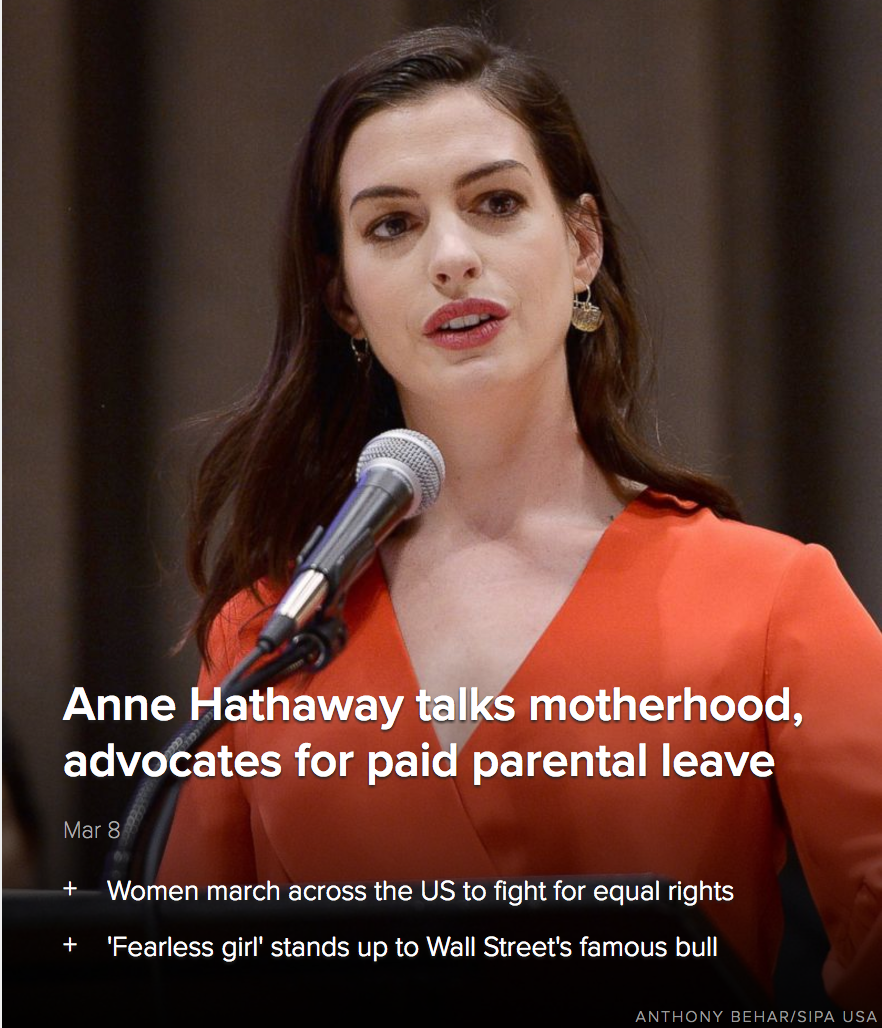 Anne Hathaway talks motherhood,
advocates for paid parental leave
Mar 8
+ Women march across the US to fight for equal rights
+ 'Fearless girl' stands up to Wall Street's famous bull
ANTHONY BEHAR/SIPA USA